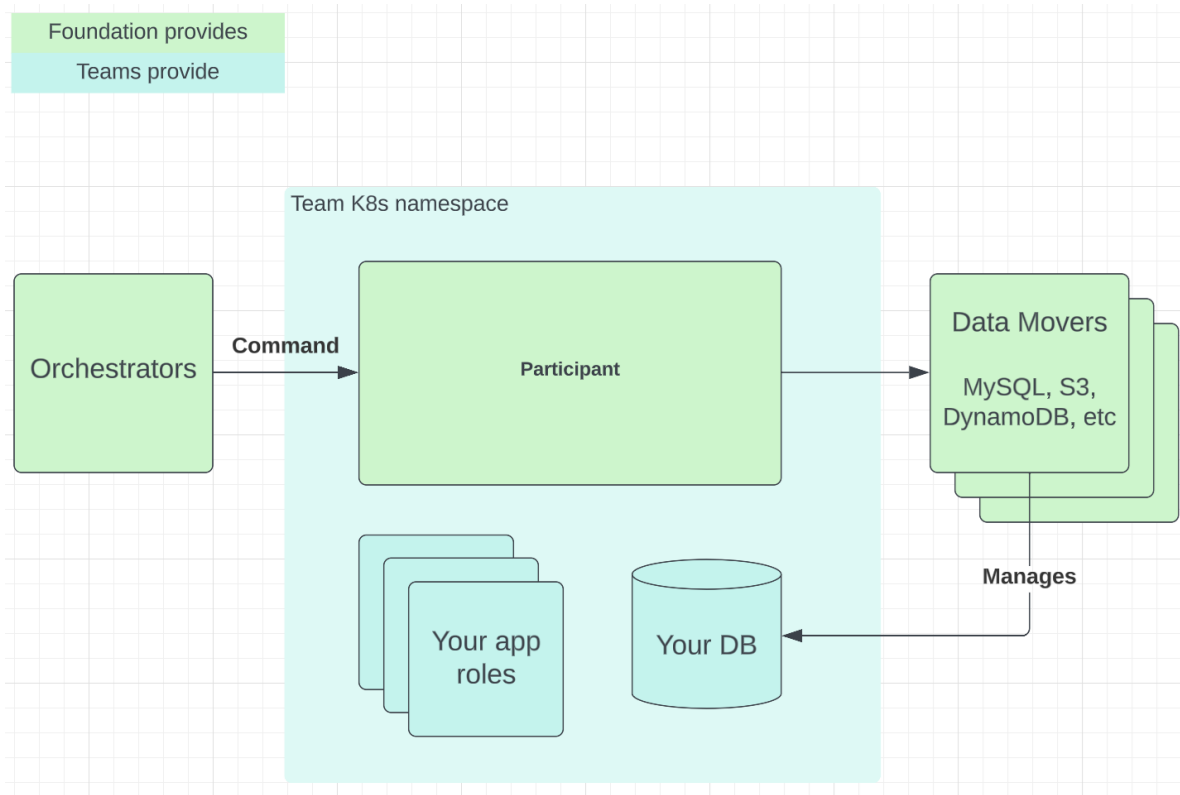 Foundation provides
Teams provide
Team K8s namespace
Orchestrators
Command
Participant
Data Movers
MySQL, S3,
DynamoDB, etc
Manages
Your app
roles
Your DB